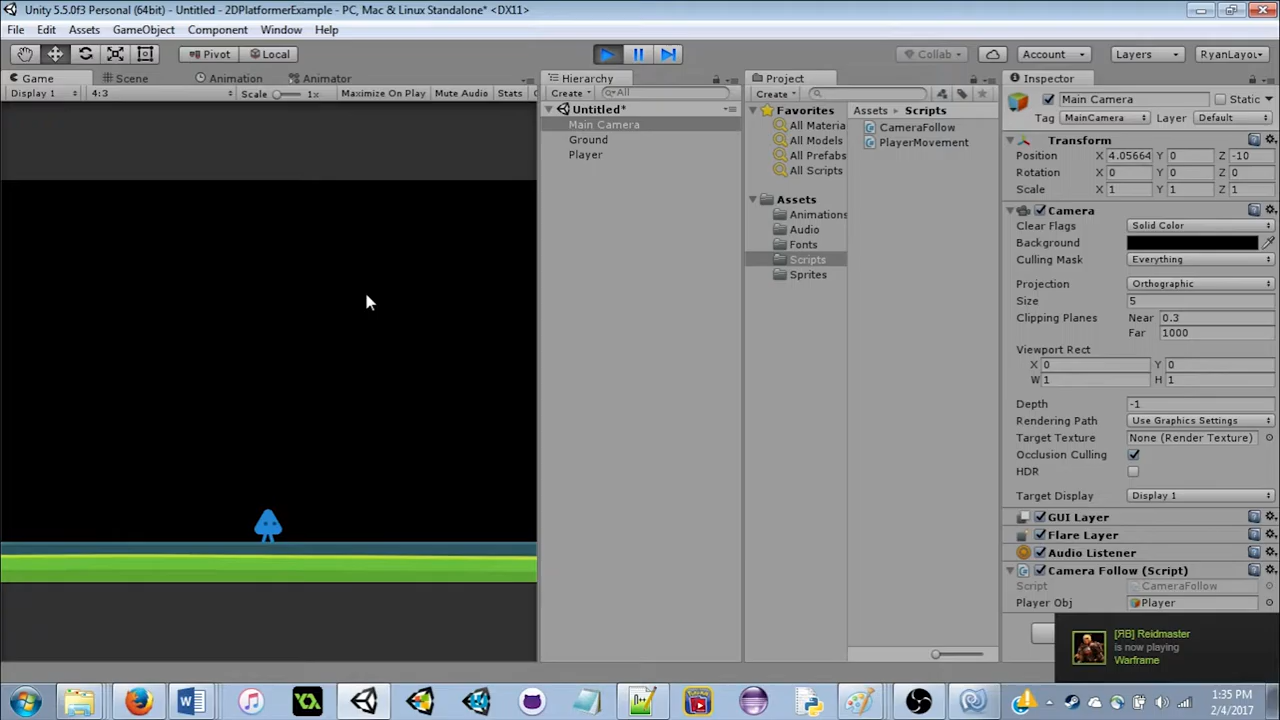 Unity 5.5.0f3 Personal (64bit) - Untitled - 2DPlatformerExample - PC, Mac & Linux Standalone* <DX11>
File Edit Assets GameObject Component Window Help
Pivot Local Collab Account Layers RyanLayou
Game Scene Animation Animator
Display 1 4:3 Scale 1x Maximize On Play Mute Audio Stats
Hierarchy
Create All
Untitled*
Main Camera
Ground
Player
Project
Create
Favorites
All Materia
All Models
All Prefabs
All Scripts
Assets
Animations
Audio
Fonts
Scripts
Sprites
Assets Scripts
CameraFollow
PlayerMovement
Inspector
Main Camera Static
Tag MainCamera Layer Default
Transform
Position X 4.05664 Y 0 Z -10
Rotation X 0 Y 0 Z 0
Scale X 1 Y 1 Z 1
Camera
Clear Flags Solid Color
Background
Culling Mask Everything
Projection Orthographic
Size 5
Clipping Planes Near 0.3
Far 1000
Viewport Rect
X 0 Y 0
W 1 H 1
Depth -1
Rendering Path Use Graphics Settings
Target Texture None (Render Texture)
Occlusion Culling
HDR
Target Display Display 1
GUI Layer
Flare Layer
Audio Listener
Camera Follow (Script)
Script CameraFollow
Player Obj Player
[ЯB] Reidmaster
is now playing
Warframe
1:35 PM
2/4/2017